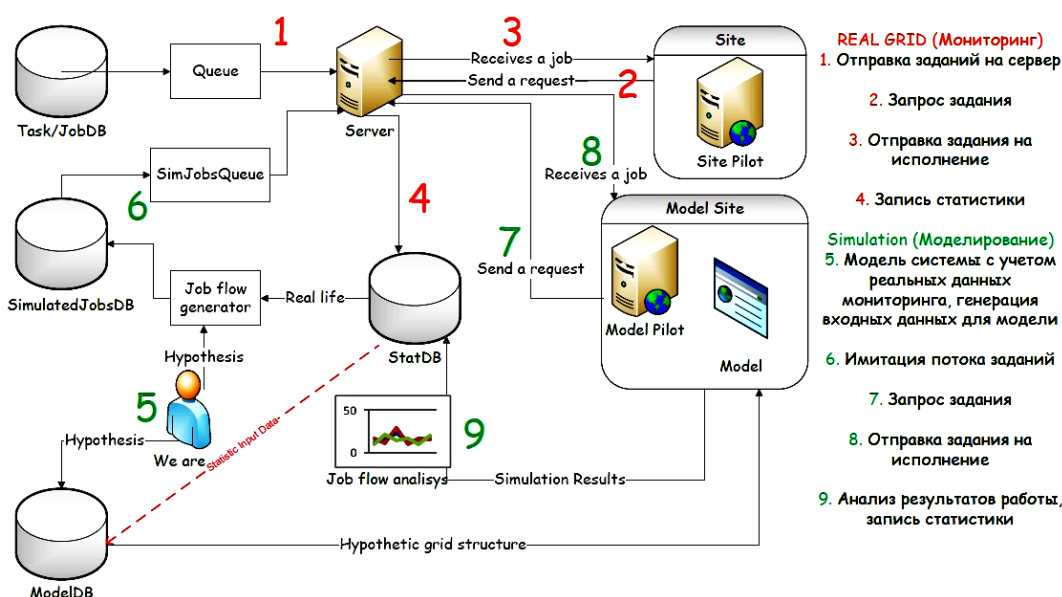 1
Queue
Task/JobDB
Server
3
Receives a job
Send a request
2
Site
Site Pilot
SimJobsQueue
6
SimulatedJobsDB
4
8
Receives a job
Model Site
7
Send a request
Model Pilot
Model
Job flow
generator
Real life
StatDB
Hypothesis
5
We are
Hypothesis
Statistic Input Data
50
0
9
Job flow analisys
Simulation Results
ModelDB
Hypothetic grid structure
REAL GRID (Мониторинг)
1. Отправка заданий на сервер
2. Запрос задания
3. Отправка задания на
исполнение
4. Запись статистики
Simulation (Моделирование)
5. Модель системы с учетом
реальных данных
мониторинга, генерация
входных данных для модели
6. Имитация потока заданий
7. Запрос задания
8. Отправка задания на
исполнение
9. Анализ результатов работы,
запись статистики